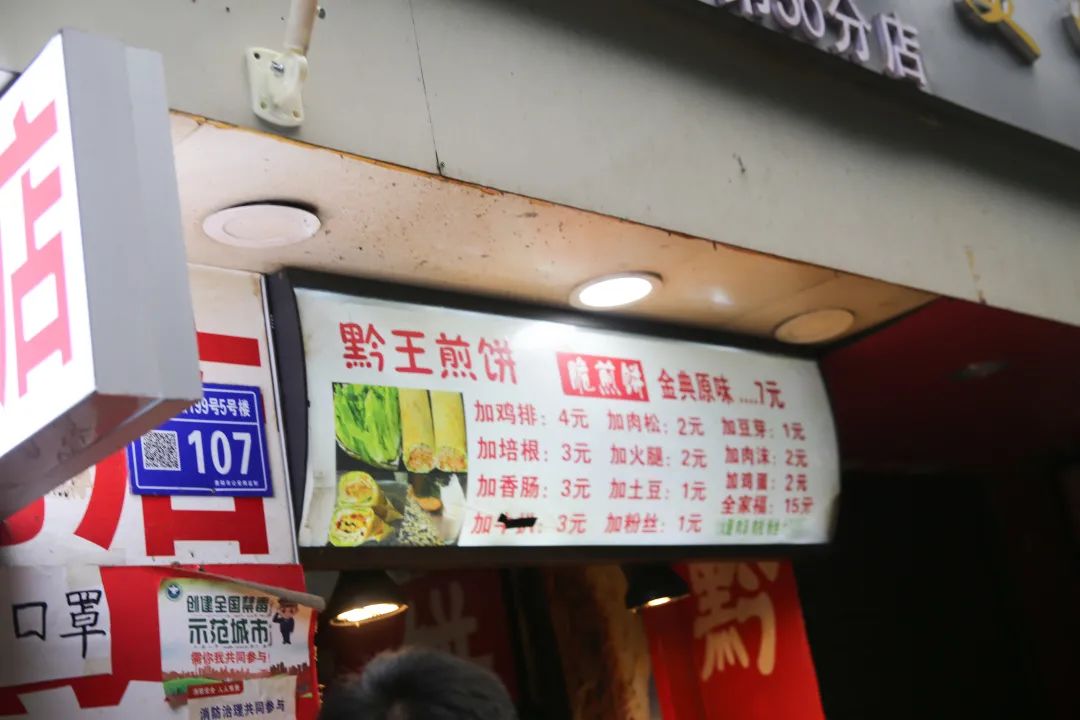 分店
店
黔王煎饼
脆煎饼 金典原味 ....7元
加鸡排：4元 加肉松：2元 加豆芽：1元
加培根：3元 加火腿：2元 加肉沫：2元
加香肠：3元 加土豆：1元 加鸡蛋：2元
3元 加粉丝：1元 全家福：15元
199号5号楼
107
口罩
创建全国禁毒
示范城市
需你我共同参与!
消防治理共同参与
饼
黔